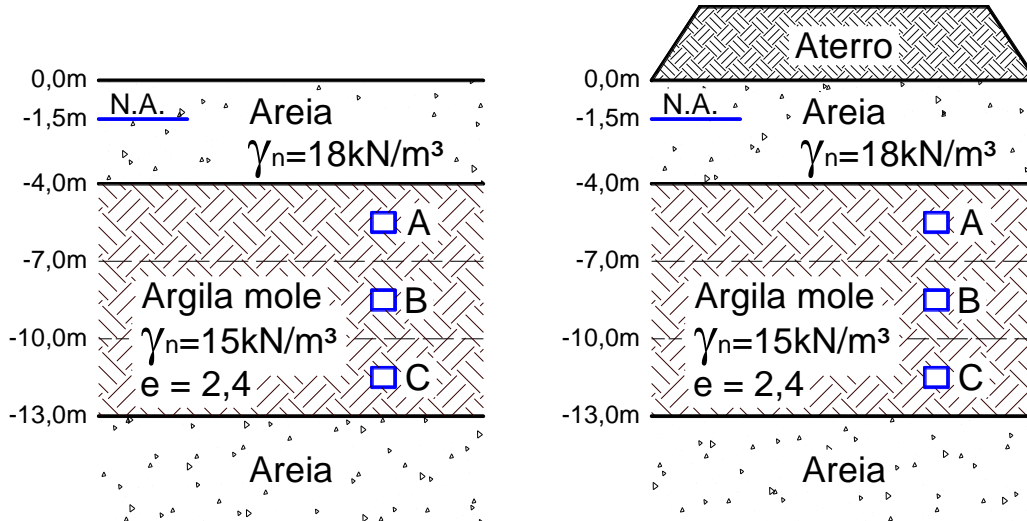 0,0m
N.A.
-1,5m
Areia
γn=18kN/m³
-4,0m
A
-7,0m
Argila mole
B
γn=15kN/m³
-10,0m
e = 2,4
C
-13,0m
Areia
Aterro
0,0m
N.A.
-1,5m
Areia
γn=18kN/m³
-4,0m
A
-7,0m
Argila mole
B
γn=15kN/m³
-10,0m
e = 2,4
C
-13,0m
Areia